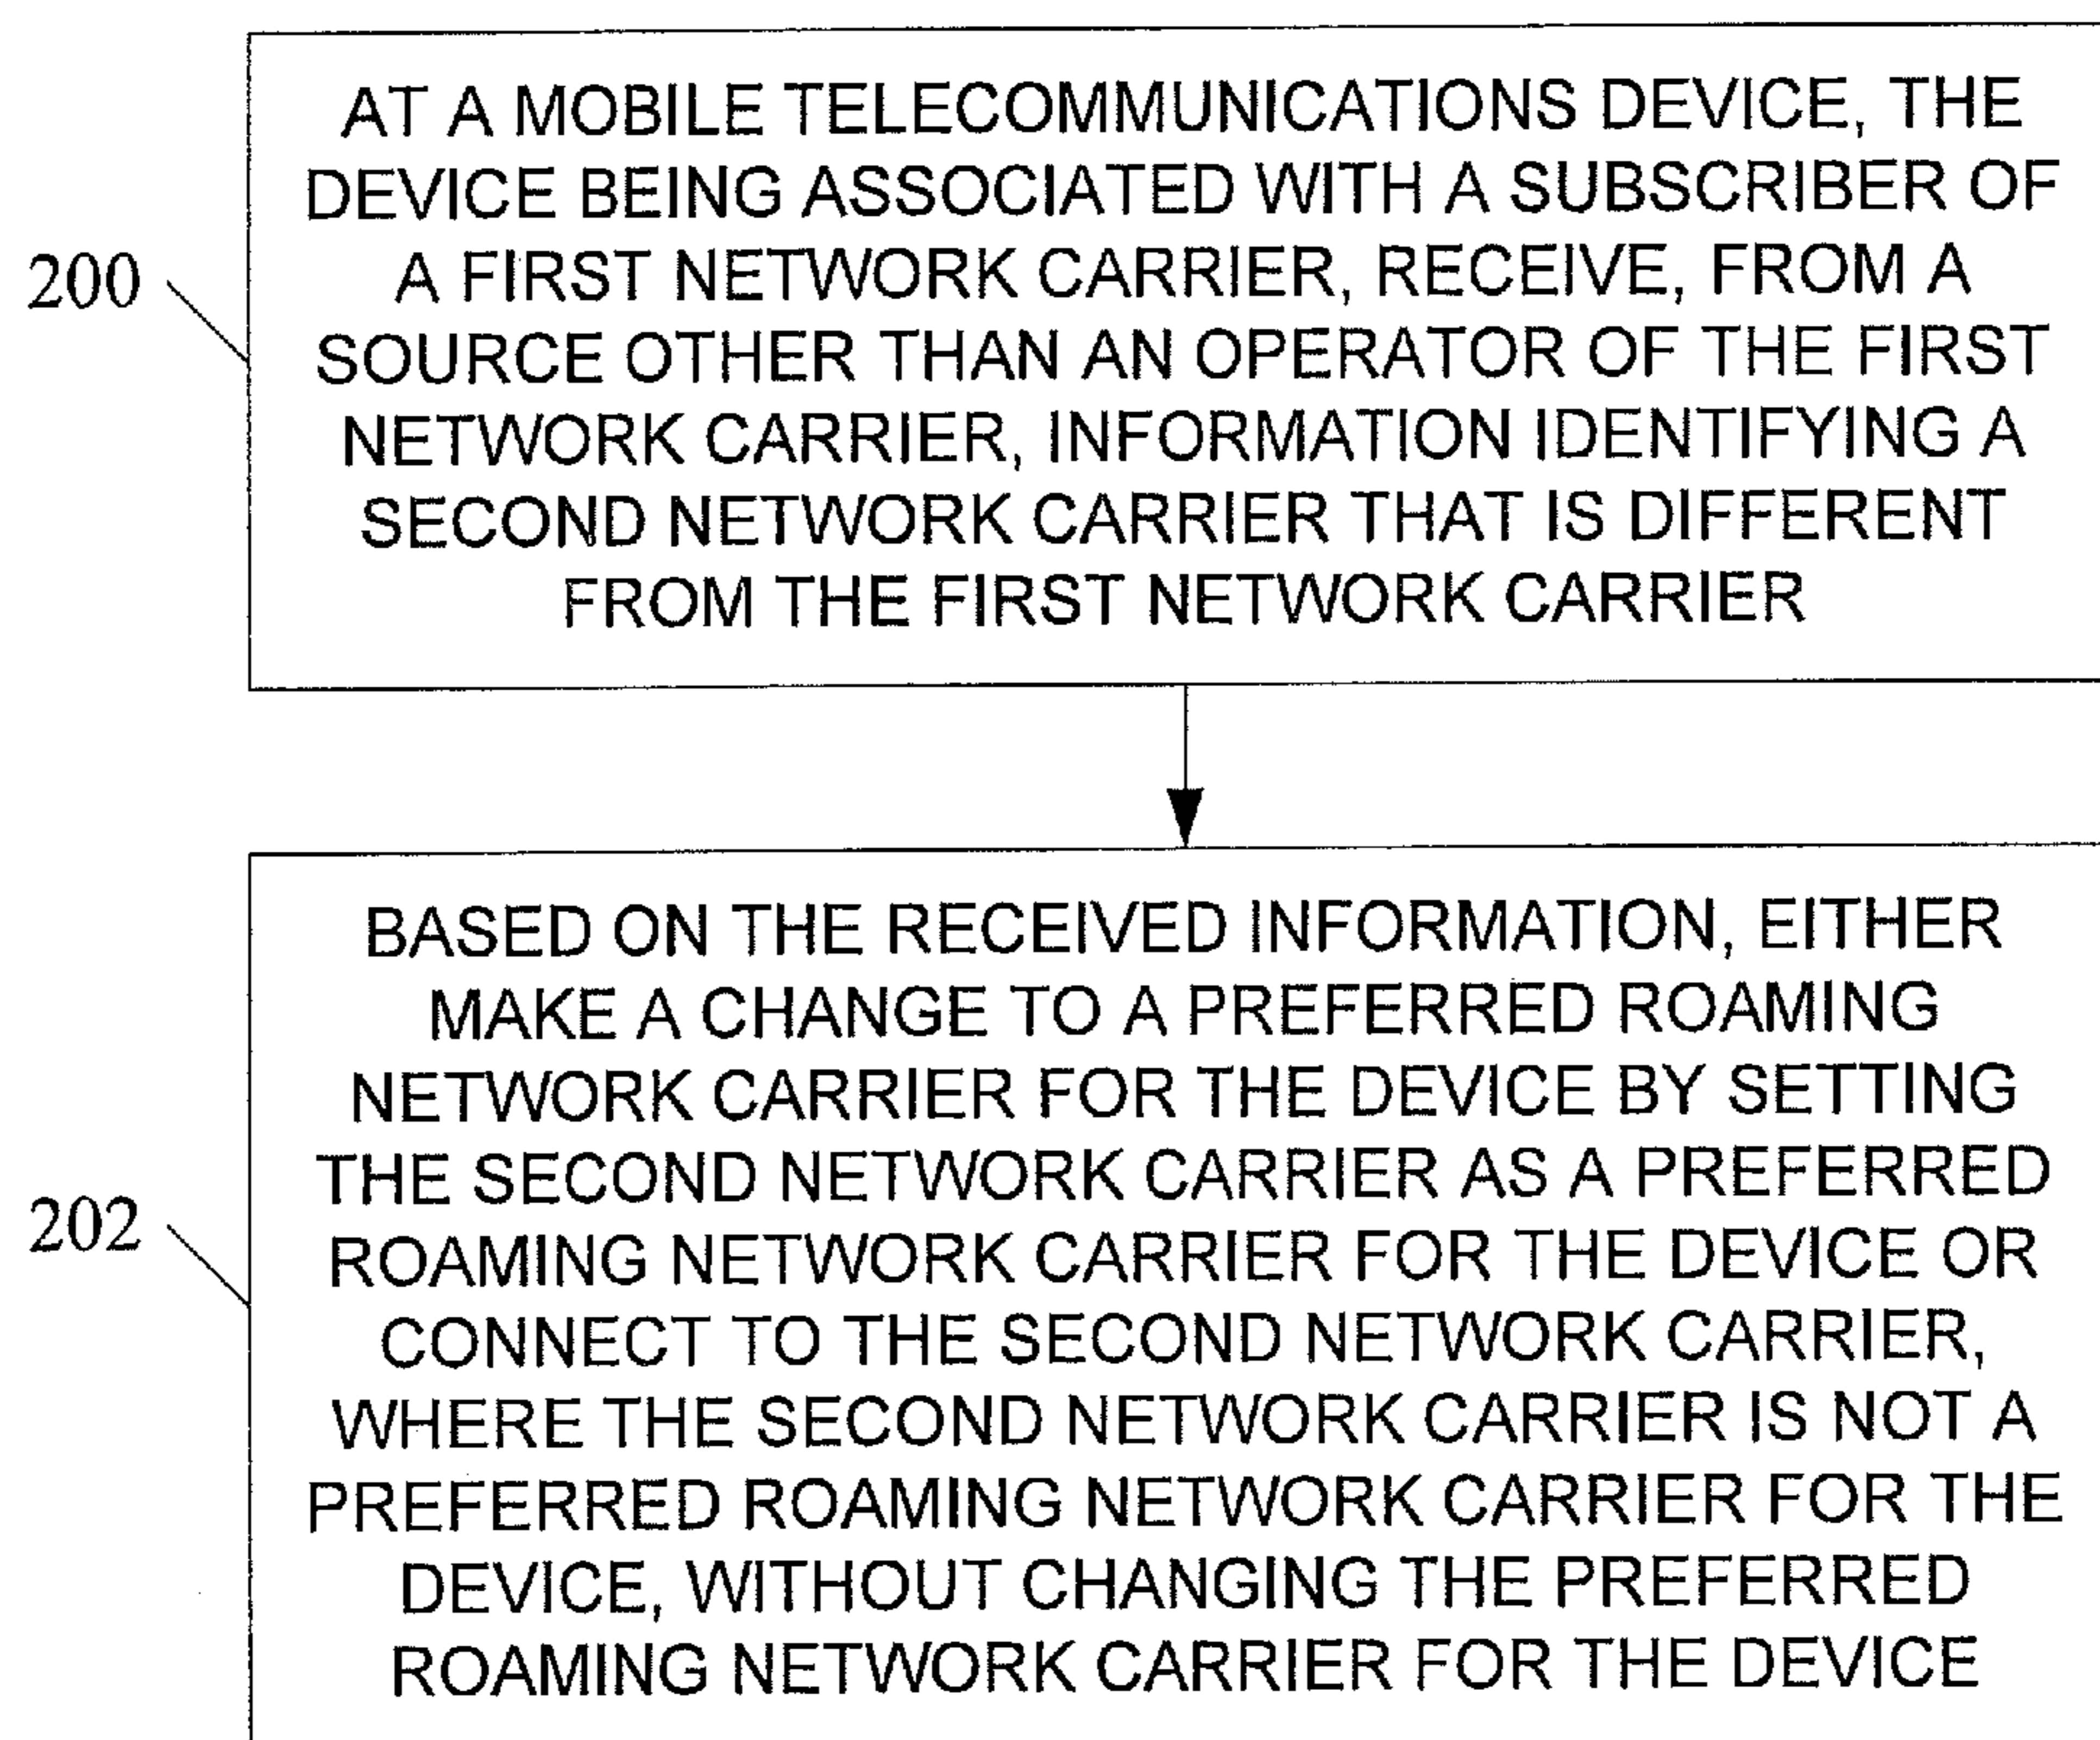 AT A MOBILE TELECOMMUNICATIONS DEVICE, THE
DEVICE BEING ASSOCIATED WITH A SUBSCRIBER OF
A FIRST NETWORK CARRIER, RECEIVE, FROM A
SOURCE OTHER THAN AN OPERATOR OF THE FIRST
NETWORK CARRIER, INFORMATION IDENTIFYING A
SECOND NETWORK CARRIER THAT IS DIFFERENT
FROM THE FIRST NETWORK CARRIER
200
BASED ON THE RECEIVED INFORMATION, EITHER
MAKE A CHANGE TO A PREFERRED ROAMING
NETWORK CARRIER FOR THE DEVICE BY SETTING
THE SECOND NETWORK CARRIER AS A PREFERRED
ROAMING NETWORK CARRIER FOR THE DEVICE OR
CONNECT TO THE SECOND NETWORK CARRIER,
WHERE THE SECOND NETWORK CARRIER IS NOT A
PREFERRED ROAMING NETWORK CARRIER FOR THE
DEVICE, WITHOUT CHANGING THE PREFERRED
ROAMING NETWORK CARRIER FOR THE DEVICE
202